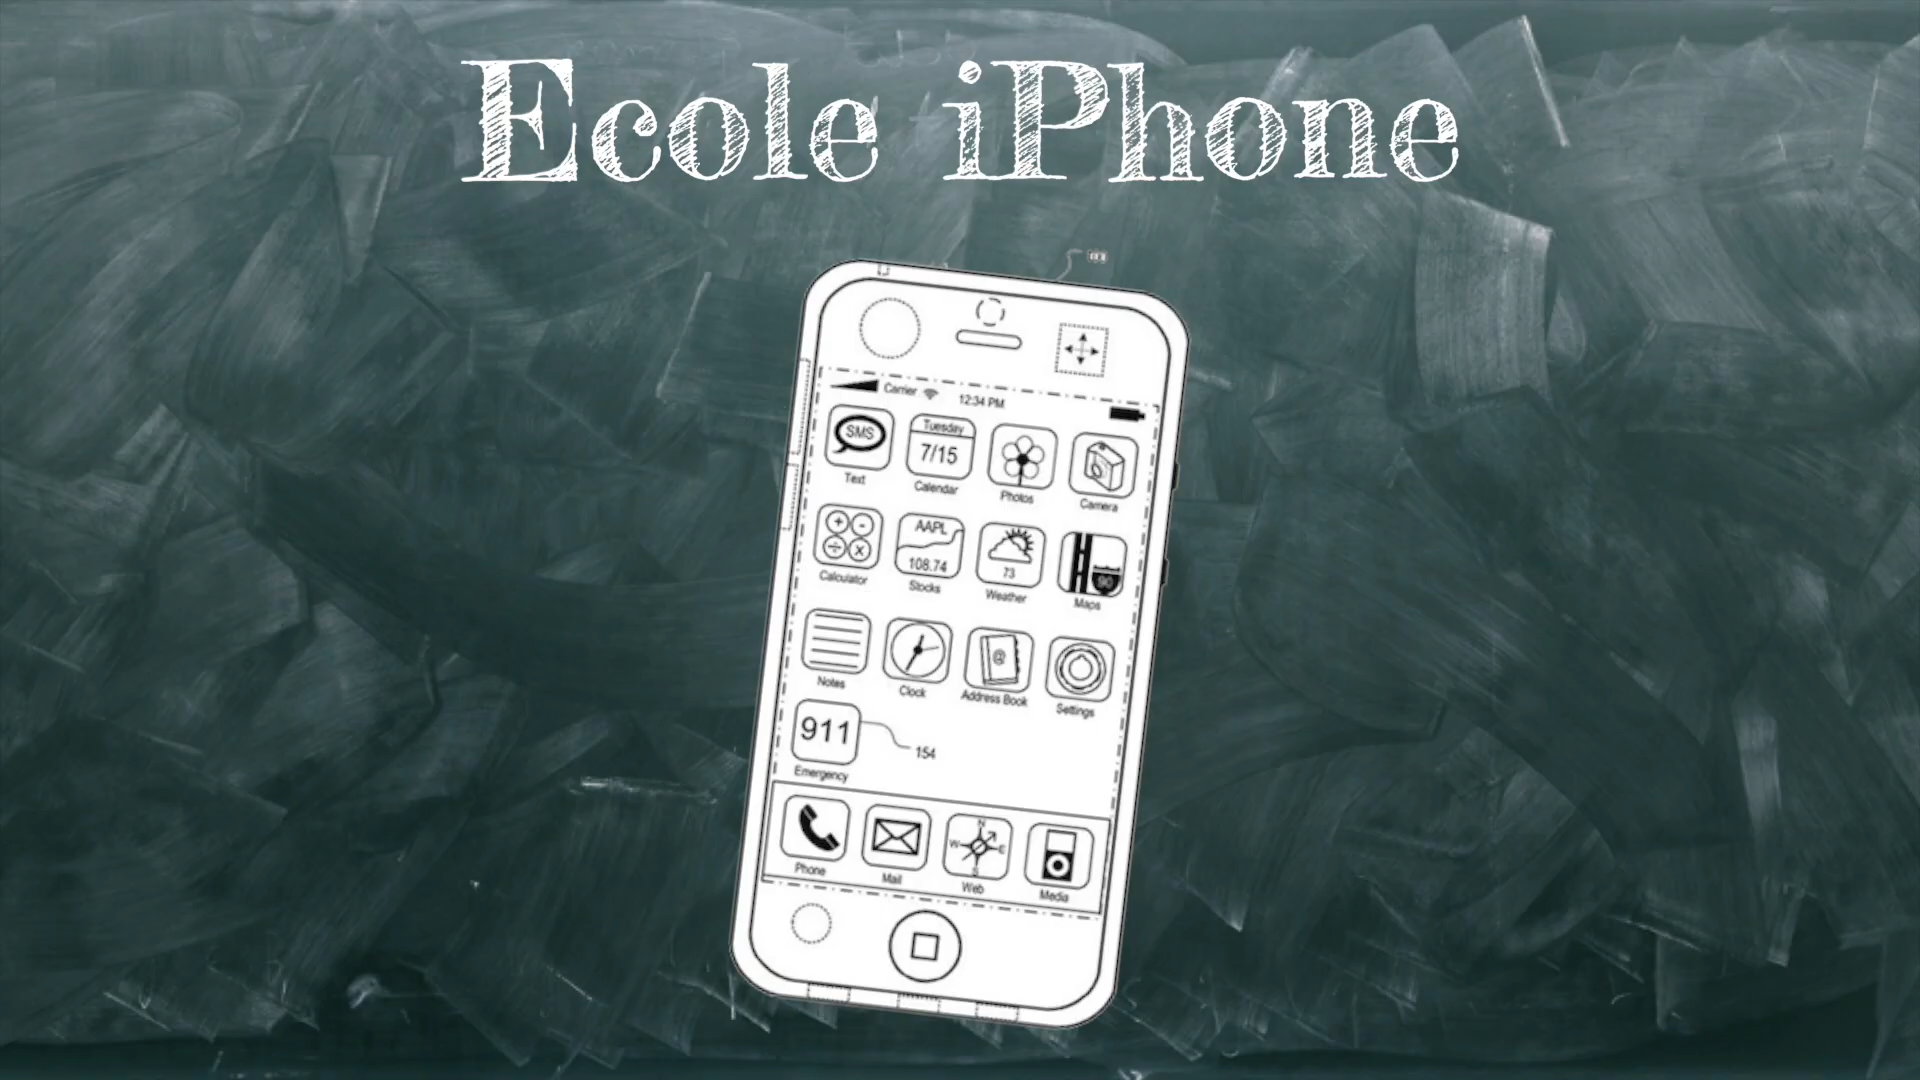 Ecole iPhone
Carrier 12:34 PM
SMS
Tuesday
7/15
Text
Calendar
Photos
Camera
+ -
÷ x
AAPL
108.74
73
90
Calculator
Stocks
Weather
Maps
@
Notes
Clock
Address Book
Settings
911
154
Emergency
N
W E
S
Phone
Mail
Web
Media